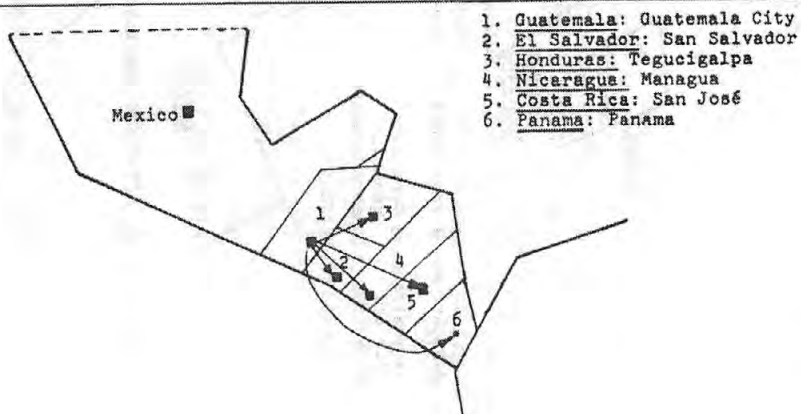 1. Guatemala: Guatemala City
2. El Salvador: San Salvador
3. Honduras: Tegucigalpa
4. Nicaragua: Managua
5. Costa Rica: San José
6. Panama: Panama
Mexico
1
3
2
4
5
6